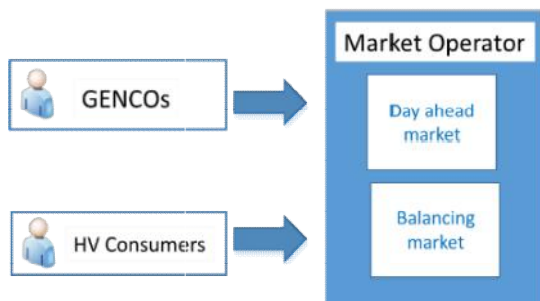 Market Operator
GENCOs
Day ahead
market
HV Consumers
Balancing
market